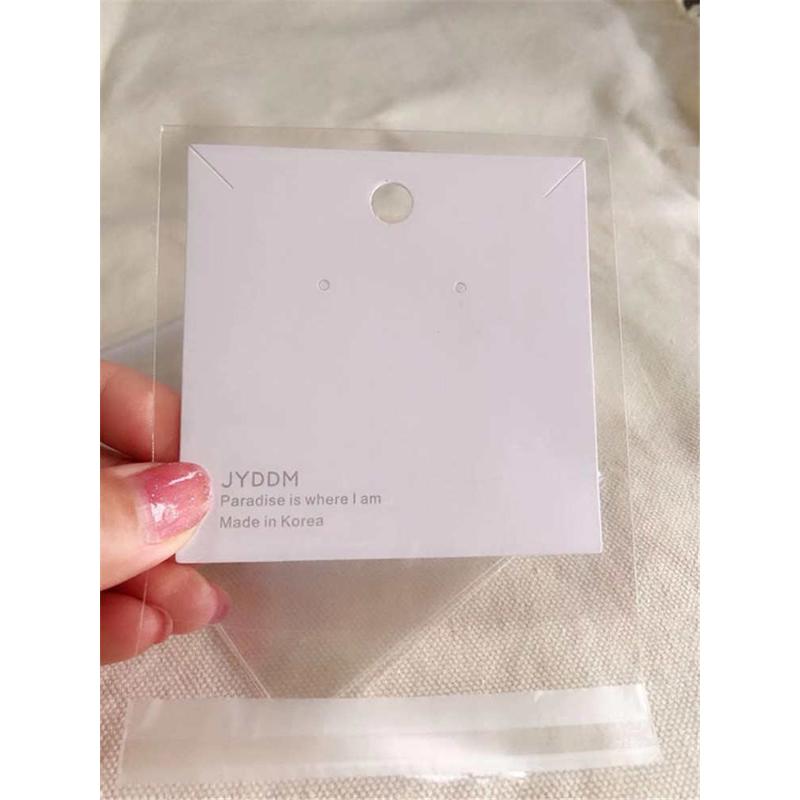 JYDDM
Paradise is where I am
Made in Korea